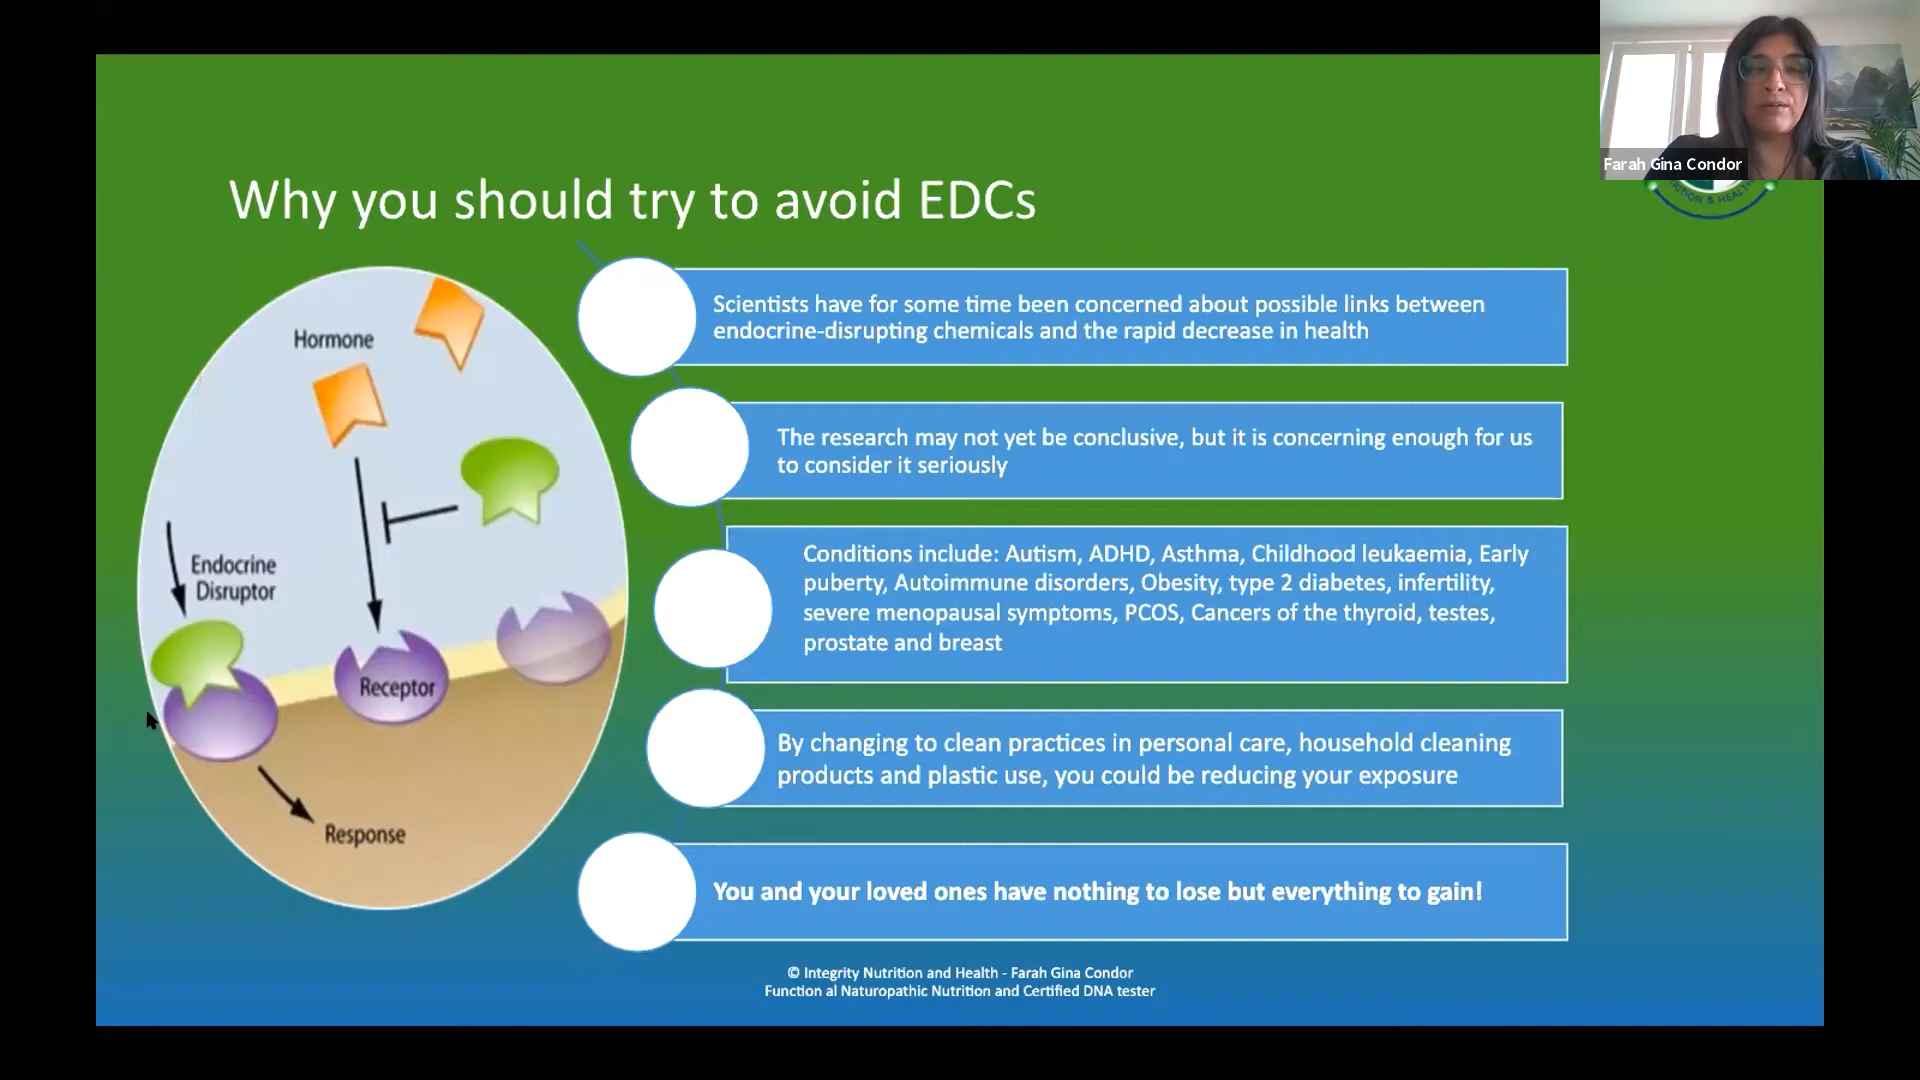 Farah Gina Condor
TRITION & HEALTH
Why you should try to avoid EDCs
Hormone
Endocrine
Disruptor
Receptor
Response
Scientists have for some time been concerned about possible links between
endocrine-disrupting chemicals and the rapid decrease in health
The research may not yet be conclusive, but it is concerning enough for us
to consider it seriously
Conditions include: Autism, ADHD, Asthma, Childhood leukaemia, Early
puberty, Autoimmune disorders, Obesity, type 2 diabetes, infertility,
severe menopausal symptoms, PCOS, Cancers of the thyroid, testes,
prostate and breast
By changing to clean practices in personal care, household cleaning
products and plastic use, you could be reducing your exposure
You and your loved ones have nothing to lose but everything to gain!
© Integrity Nutrition and Health - Farah Gina Condor
Function al Naturopathic Nutrition and Certified DNA tester